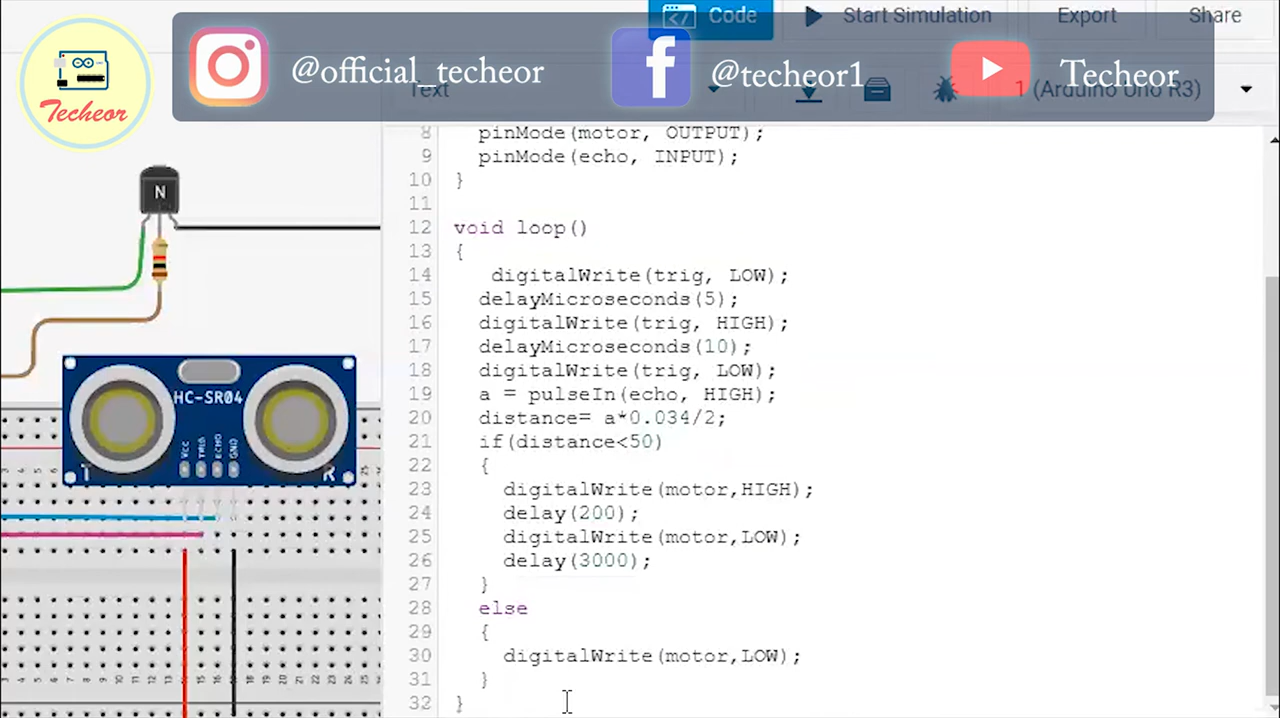 Code
Start Simulation
Export
Share
Techeor
@official_techeor
@techeor1
Techeor
Text
1 (Arduino Uno R3)
8 pinMode(motor, OUTPUT);
9 pinMode(echo, INPUT);
10 }
11
12 void loop()
13 {
14 digitalWrite(trig, LOW);
15 delayMicroseconds(5);
16 digitalWrite(trig, HIGH);
17 delayMicroseconds(10);
18 digitalWrite(trig, LOW);
19 a = pulseIn(echo, HIGH);
20 distance= a*0.034/2;
21 if(distance<50)
22 {
23 digitalWrite(motor,HIGH);
24 delay(200);
25 digitalWrite(motor,LOW);
26 delay(3000);
27 }
28 else
29 {
30 digitalWrite(motor,LOW);
31 }
32 }
N
HC-SR04
VCC
TRIG
ECHO
GND
T
R